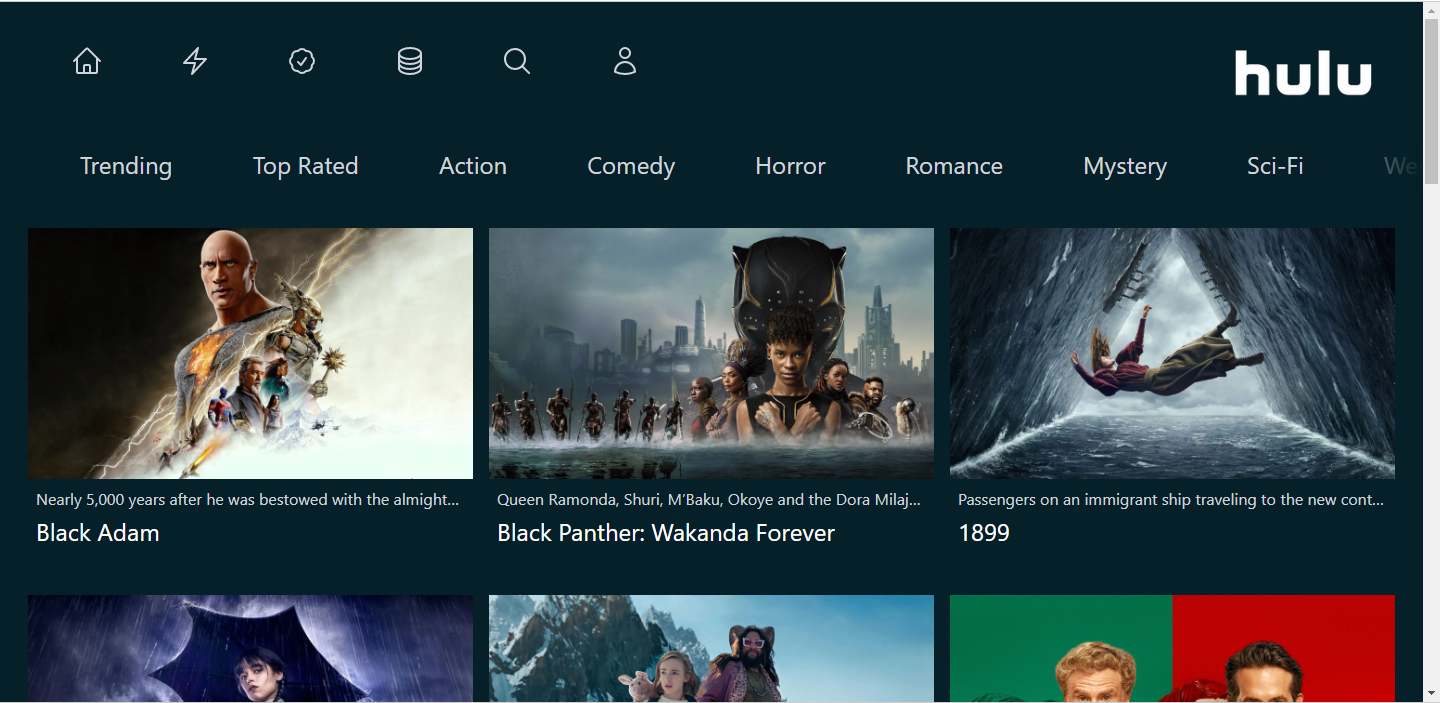 hulu
Trending Top Rated Action Comedy Horror Romance Mystery Sci-Fi
Nearly 5,000 years after he was bestowed with the almight...
Black Adam
Queen Ramonda, Shuri, M’Baku, Okoye and the Dora Milaj...
Black Panther: Wakanda Forever
Passengers on an immigrant ship traveling to the new cont...
1899